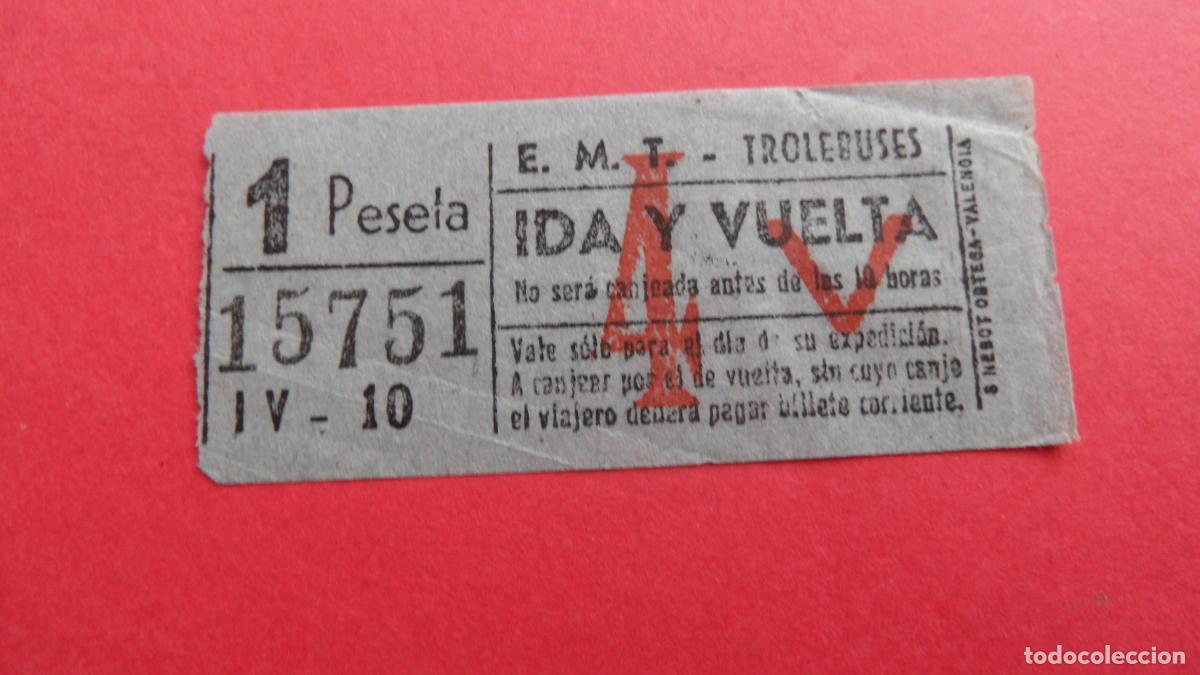 1 Peseta
15751
IV - 10
E. M. T. - TROLEBUSES
IDA Y VUELTA
No será canjeada antes de las 10 horas
Vale sólo para el día de su expedición.
A canjear por el de vuelta, sin cuyo canje
el viajero deberá pagar billete corriente.
4 V
S NEBOT ORTEGA-VALENCIA
todocoleccion